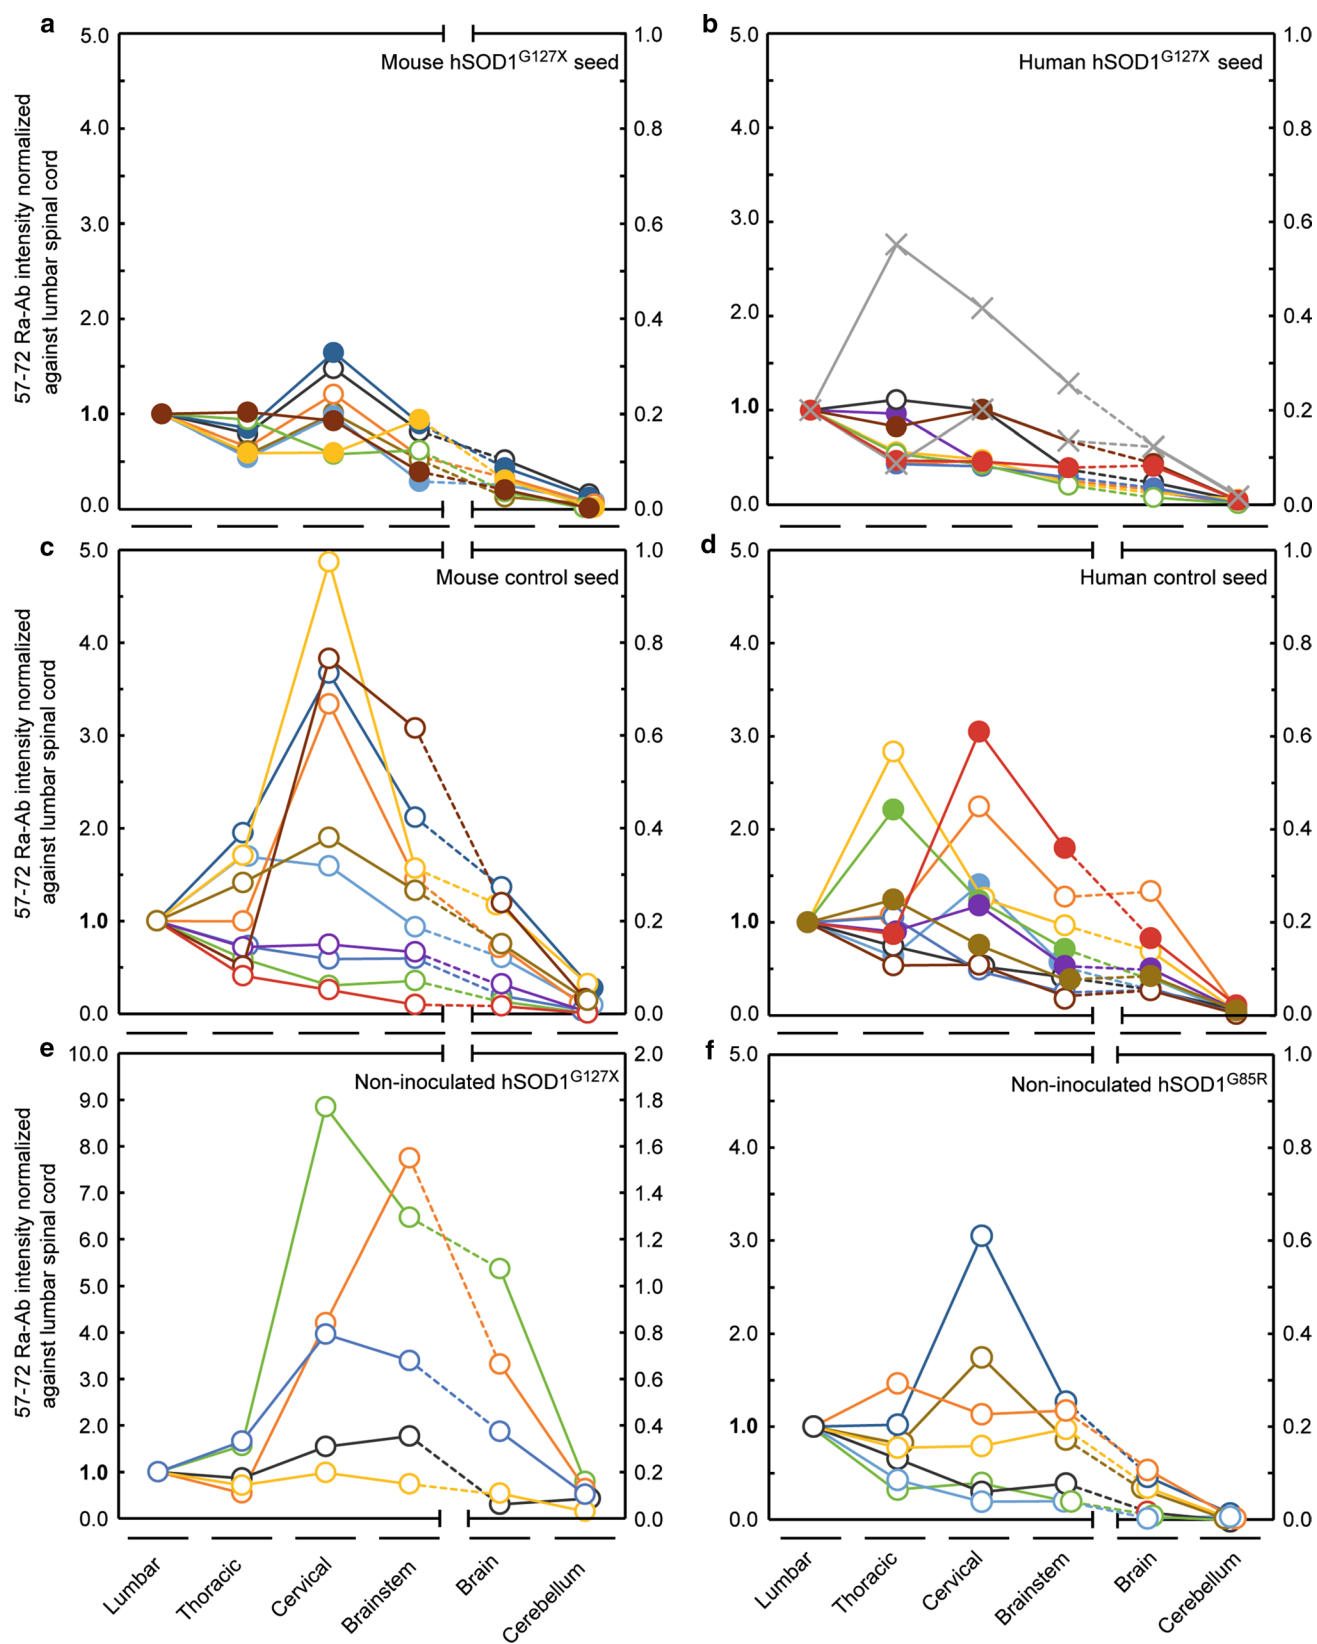 a
Mouse hSOD1G127X seed
57-72 Ra-Ab intensity normalized
against lumbar spinal cord
5.0
4.0
3.0
2.0
1.0
0.0
1.0
0.8
0.6
0.4
0.2
0.0
b
Human hSOD1G127X seed
5.0
4.0
3.0
2.0
1.0
0.0
1.0
0.8
0.6
0.4
0.2
0.0
c
Mouse control seed
57-72 Ra-Ab intensity normalized
against lumbar spinal cord
5.0
4.0
3.0
2.0
1.0
0.0
1.0
0.8
0.6
0.4
0.2
0.0
d
Human control seed
5.0
4.0
3.0
2.0
1.0
0.0
1.0
0.8
0.6
0.4
0.2
0.0
e
Non-inoculated hSOD1G127X
57-72 Ra-Ab intensity normalized
against lumbar spinal cord
10.0
9.0
8.0
7.0
6.0
5.0
4.0
3.0
2.0
1.0
0.0
2.0
1.8
1.6
1.4
1.2
1.0
0.8
0.6
0.4
0.2
0.0
Lumbar
Thoracic
Cervical
Brainstem
Brain
Cerebellum
f
Non-inoculated hSOD1G85R
5.0
4.0
3.0
2.0
1.0
0.0
1.0
0.8
0.6
0.4
0.2
0.0
Lumbar
Thoracic
Cervical
Brainstem
Brain
Cerebellum